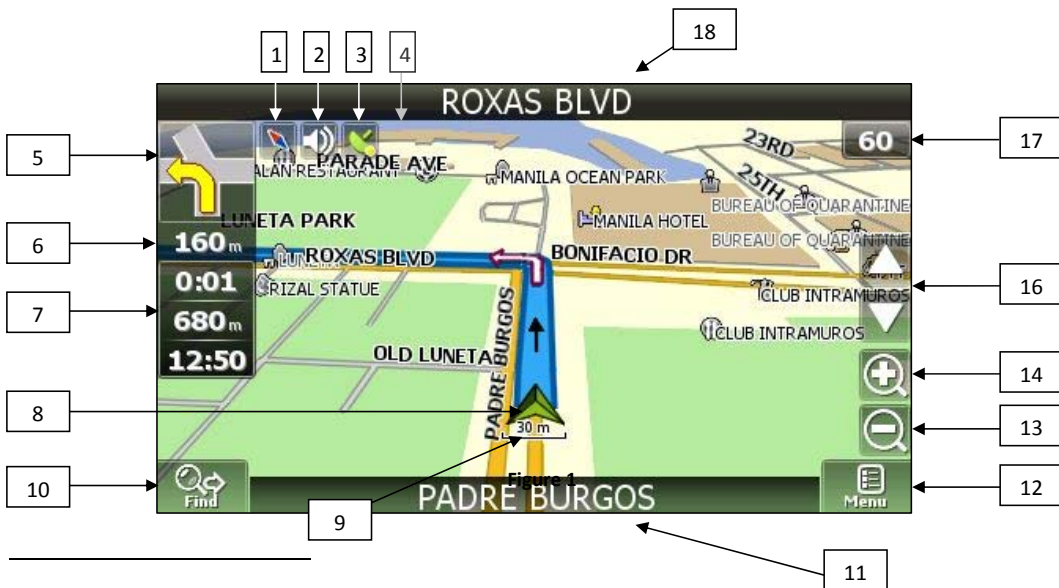 18
1 2 3 4
ROXAS BLVD
5
17
60
23RD
PARADE AVE
ALAN RESTAURANT
MANILA OCEAN PARK
25TH
BUREAU OF QUARANTINE
LUNETA PARK
MANILA HOTEL
6
160m
BUREAU OF QUARANTINE
ROXAS BLVD
BONIFACIO DR
0:01
RIZAL STATUE
CLUB INTRAMUROS
16
7
680m
CLUB INTRAMUROS
12:50
OLD LUNETA
PADRE BURGOS
14
8
30 m
13
10
Find
Figure 1
PADRE BURGOS
Menu
12
9
11